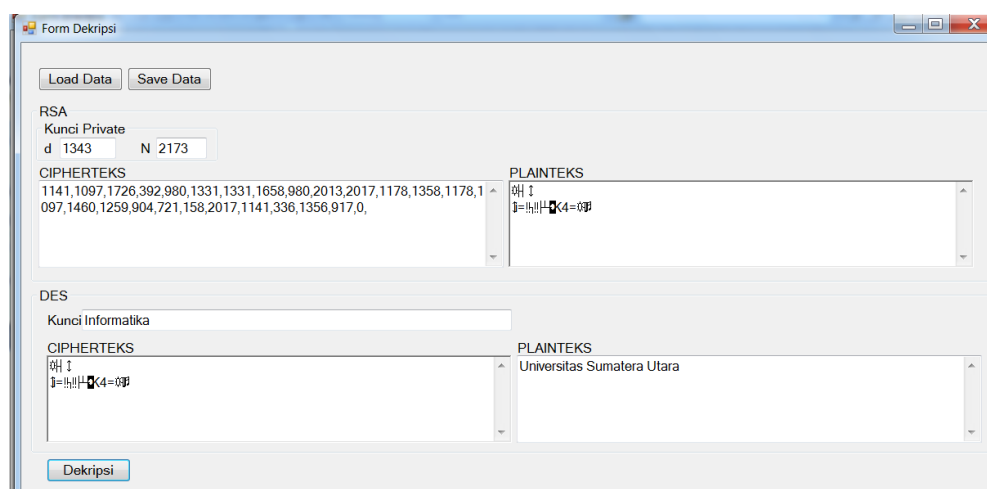 Form Dekripsi
Load Data Save Data
RSA
Kunci Private
d 1343 N 2173
CIPHERTEKS PLAINTEKS
1141,1097,1726,392,980,1331,1331,1658,980,2013,2017,1178,1358,1178,1
097,1460,1259,904,721,158,2017,1141,336,1356,917,0,
DES
Kunci Informatika
CIPHERTEKS PLAINTEKS
Universitas Sumatera Utara
Dekripsi